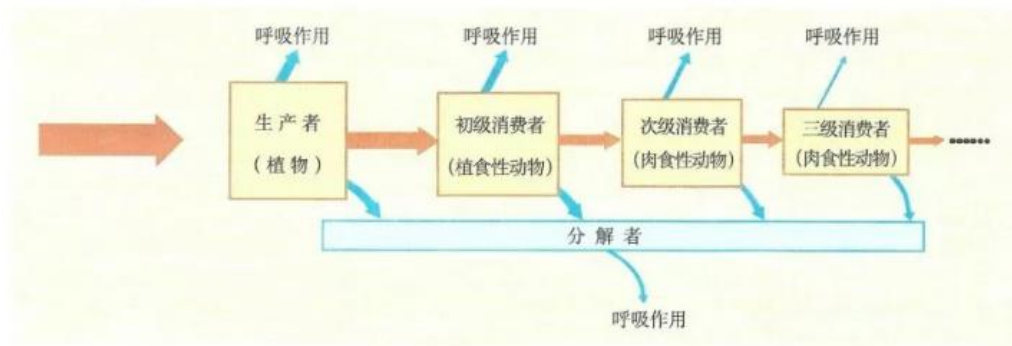 呼吸作用
呼吸作用
呼吸作用
呼吸作用
生产者
(植物)
初级消费者
(植食性动物)
次级消费者
(肉食性动物)
三级消费者
(肉食性动物)
······
分解者
呼吸作用